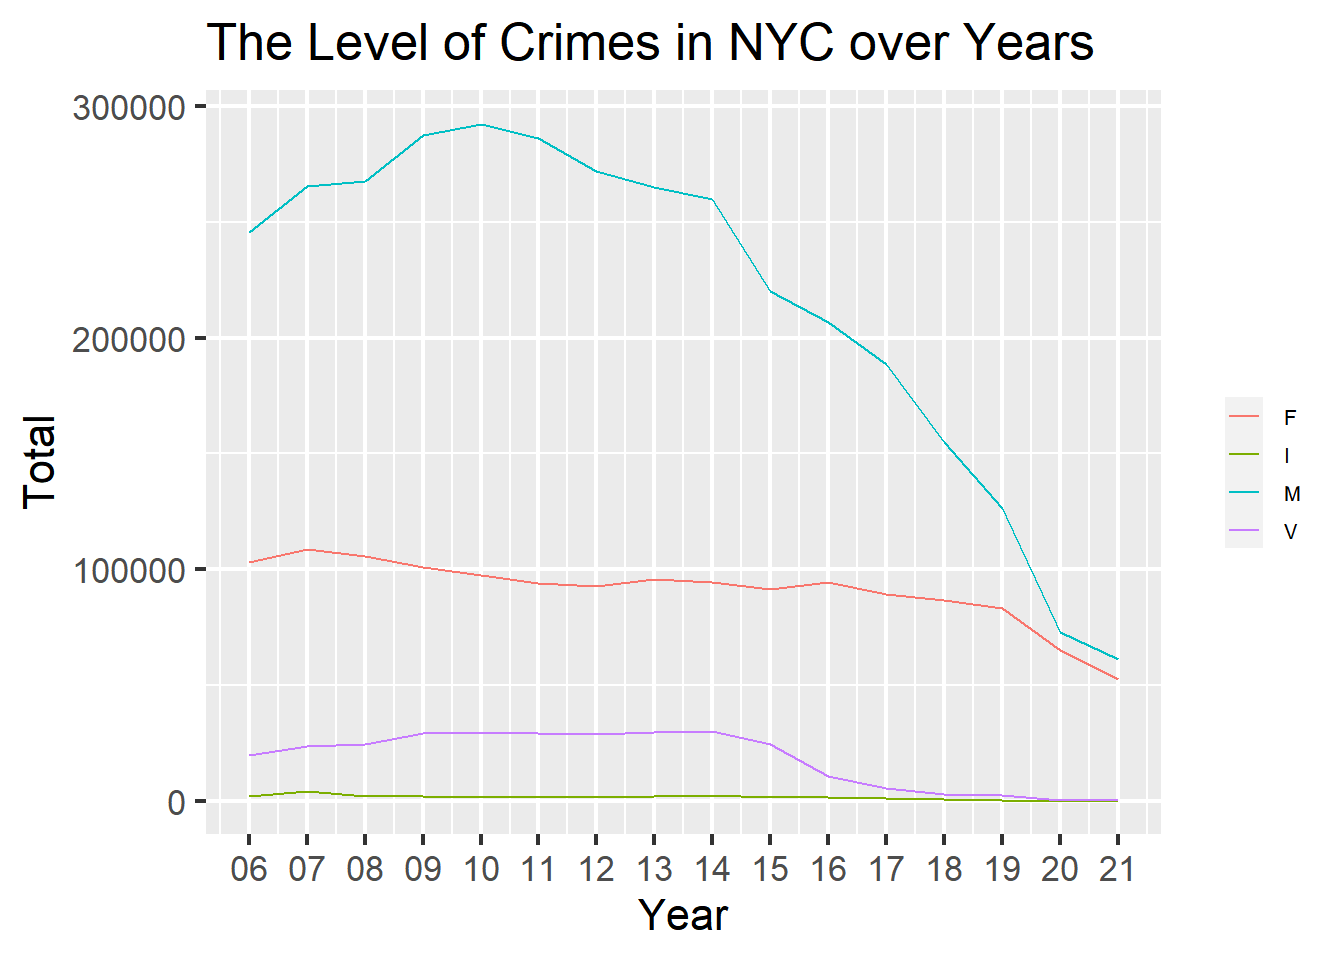 The Level of Crimes in NYC over Years
300000
200000
100000
0
Total
06 07 08 09 10 11 12 13 14 15 16 17 18 19 20 21
Year
F
I
M
V